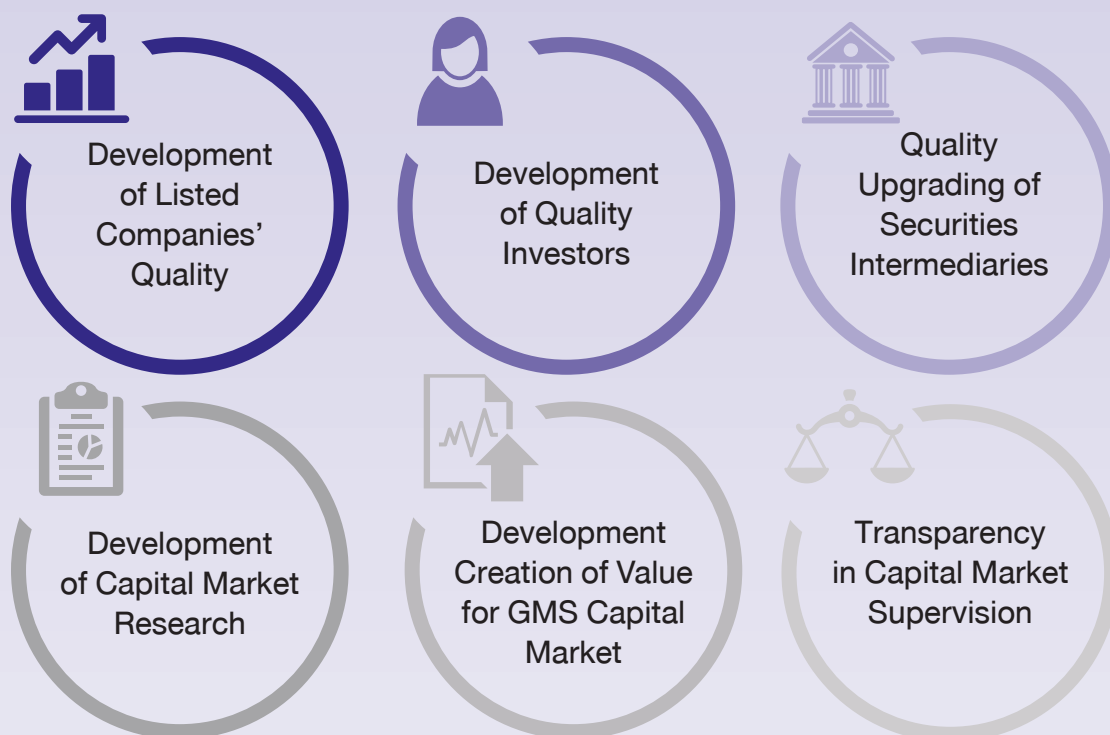 Development
of Listed
Companies’
Quality
Development
of Quality
Investors
Quality
Upgrading of
Securities
Intermediaries
Development
of Capital Market
Research
Development
Creation of Value
for GMS Capital
Market
Transparency
in Capital Market
Supervision